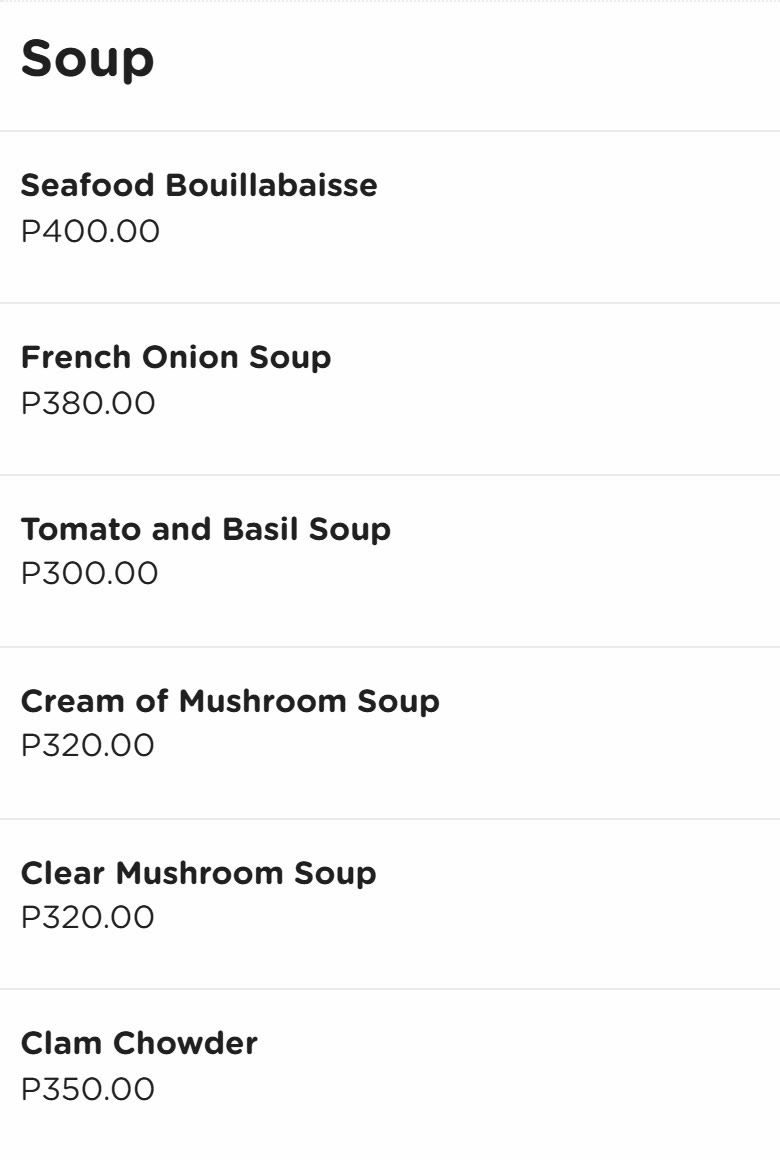 Soup
Seafood Bouillabaisse
P400.00
French Onion Soup
P380.00
Tomato and Basil Soup
P300.00
Cream of Mushroom Soup
P320.00
Clear Mushroom Soup
P320.00
Clam Chowder
P350.00